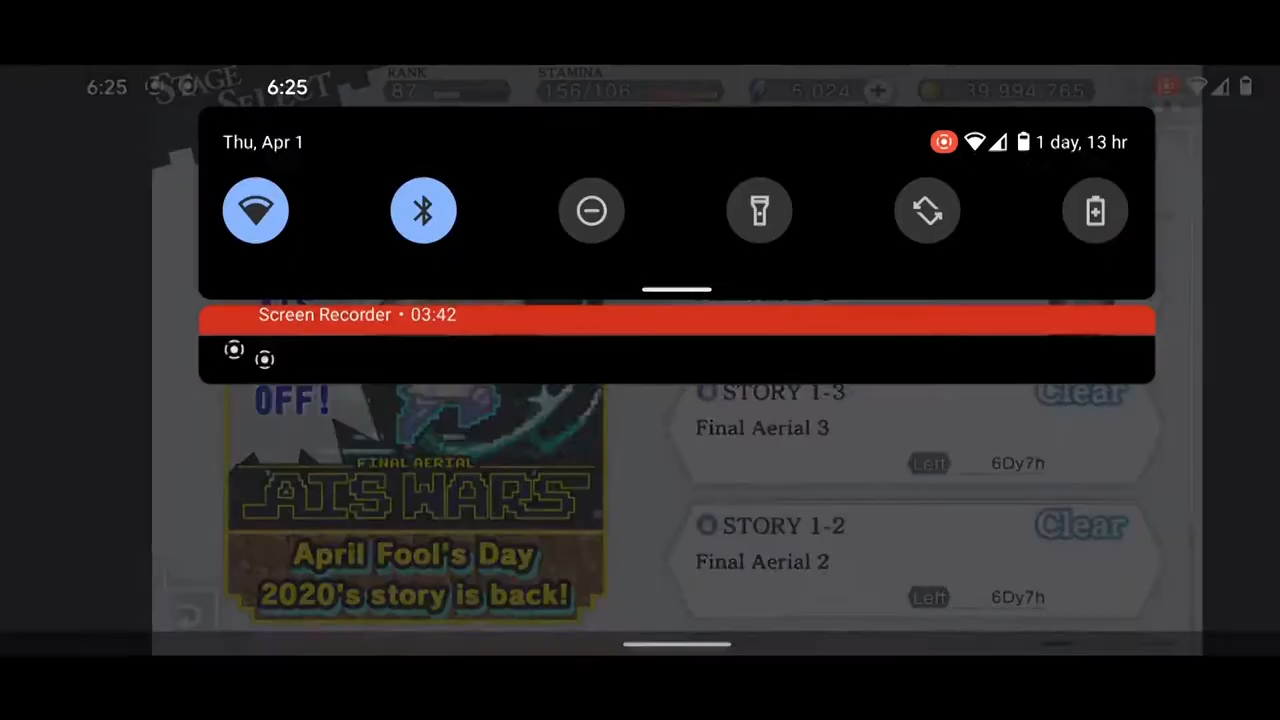 6:25
6:25
STAGE SELECT
RANK
87
STAMINA
156/106
5,024
39,994,765
Thu, Apr 1
1 day, 13 hr
Screen Recorder • 03:42
OFF!
FINAL AERIAL
AIS WARS
April Fool's Day
2020's story is back!
STORY 1-3
Clear
Final Aerial 3
Left 6Dy7h
STORY 1-2
Clear
Final Aerial 2
Left 6Dy7h